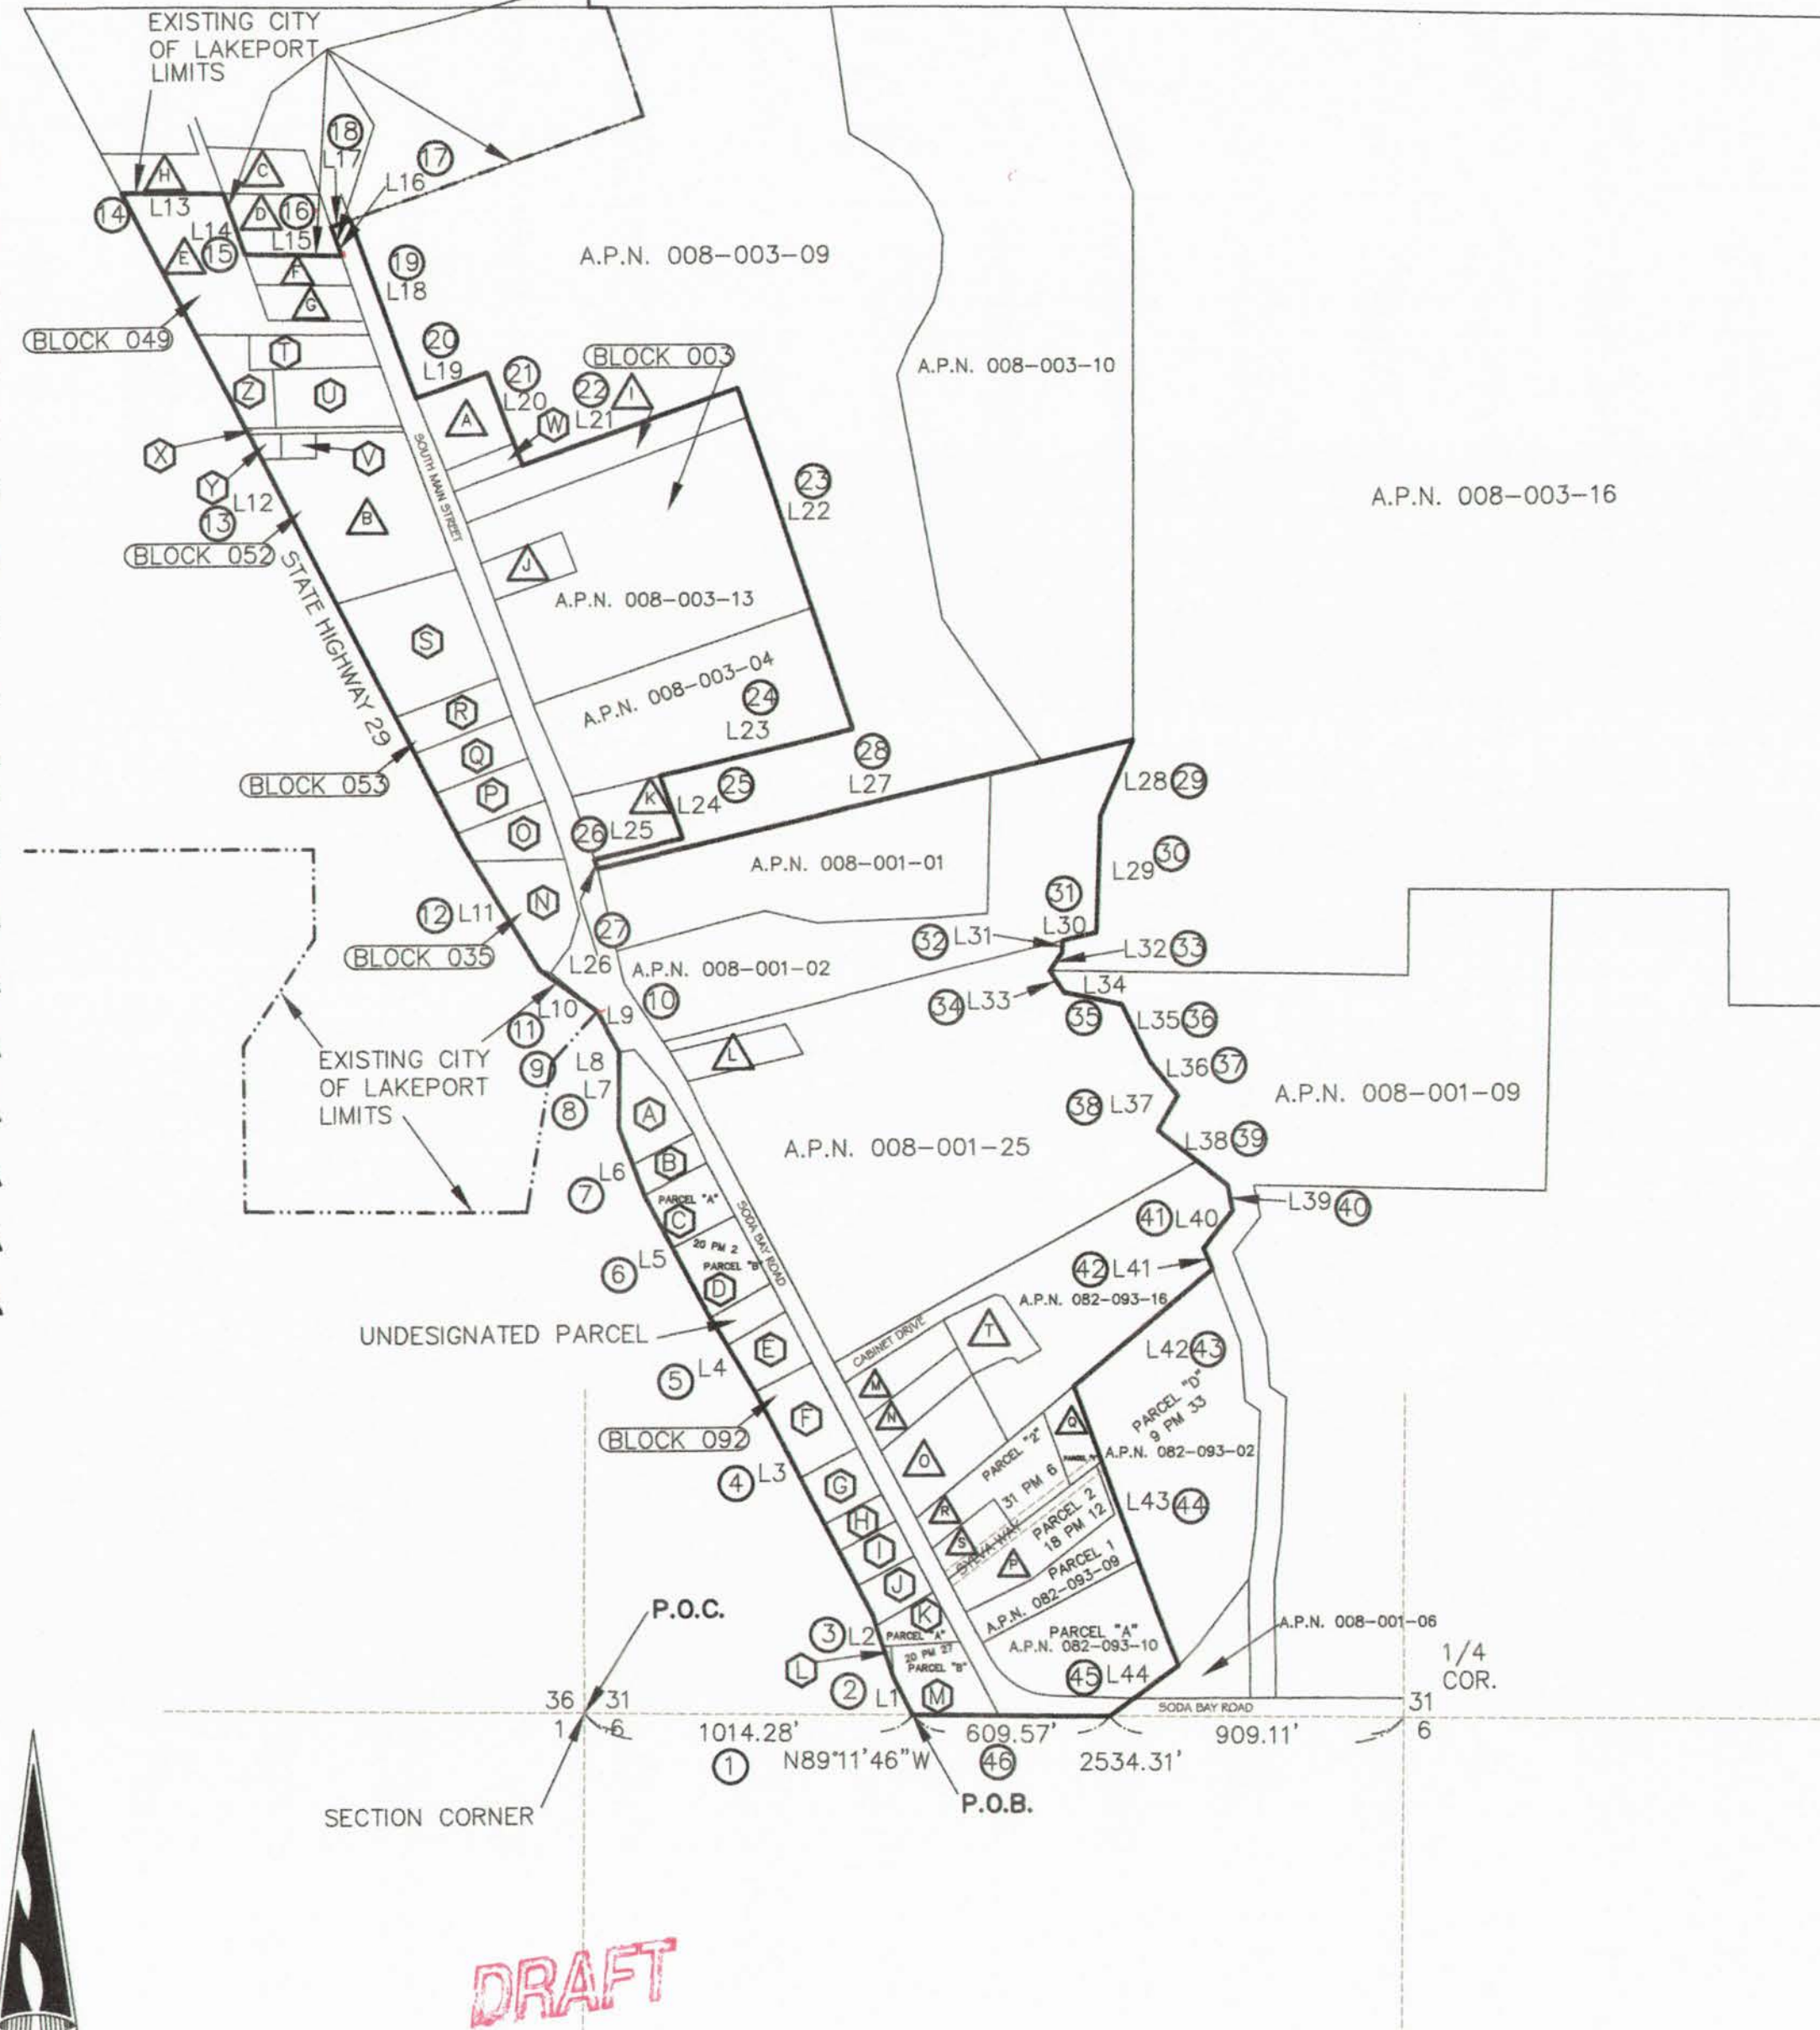 EXISTING CITY
OF LAKEPORT
LIMITS
18
L17
17
L16
H
C
14
L13
D
16
L14
L15
E
15
F
G
19
L18
A.P.N. 008-003-09
BLOCK 049
T
20
L19
21
L20
22
L21
I
BLOCK 003
A.P.N. 008-003-10
Z
U
A
W
X
V
Y
L12
13
B
SOUTH MAIN STREET
23
L22
A.P.N. 008-003-16
BLOCK 052
STATE HIGHWAY 29
J
A.P.N. 008-003-13
S
A.P.N. 008-003-04
24
L23
R
Q
P
O
BLOCK 053
28
L27
K
L24
25
26
L25
L28
29
A.P.N. 008-001-01
L29
30
31
L30
N
12
L11
27
32
L31
L32
33
BLOCK 035
L26
A.P.N. 008-001-02
10
34
L33
L34
35
L10
11
L9
L35
36
EXISTING CITY
OF LAKEPORT
LIMITS
9
L8
L
L36
37
8
L7
A
38
L37
A.P.N. 008-001-09
A.P.N. 008-001-25
L38
39
B
7
L6
PARCEL "A"
C
SODA BAY ROAD
L39
40
41
L40
20 PM 2
PARCEL "B"
6
L5
D
42
L41
A.P.N. 082-093-16
UNDESIGNATED PARCEL
E
CABINET DRIVE
T
L42
43
5
L4
M
N
PARCEL "D"
9 PM 33
A.P.N. 082-093-02
F
BLOCK 092
O
PARCEL "2"
31 PM 6
Q
4
L3
G
R
S
SYLVA WAY
PARCEL 2
18 PM 12
L43
44
H
I
P
PARCEL 1
A.P.N. 082-093-09
J
K
P.O.C.
3
L2
PARCEL "A"
20 PM 27
PARCEL "B"
PARCEL "A"
A.P.N. 082-093-10
A.P.N. 008-001-06
L
2
L1
M
45
L44
1/4
COR.
36
31
SODA BAY ROAD
31
1
6
1014.28'
609.57'
909.11'
6
1
N89°11'46"W
46
2534.31'
P.O.B.
SECTION CORNER
DRAFT